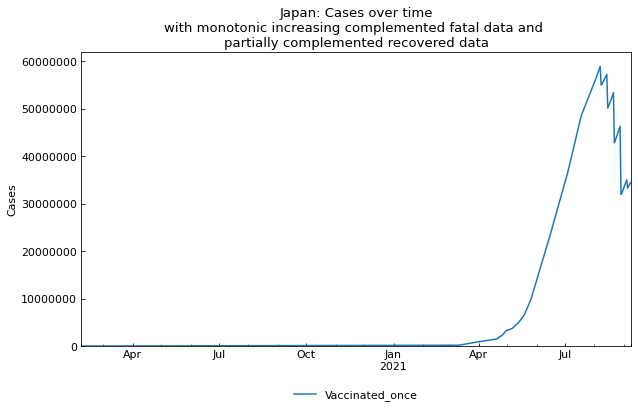 Japan: Cases over time
with monotonic increasing complemented fatal data and
partially complemented recovered data
60000000
50000000
40000000
30000000
20000000
10000000
0
Cases
Apr Jul Oct Jan Apr Jul
2021
Vaccinated_once